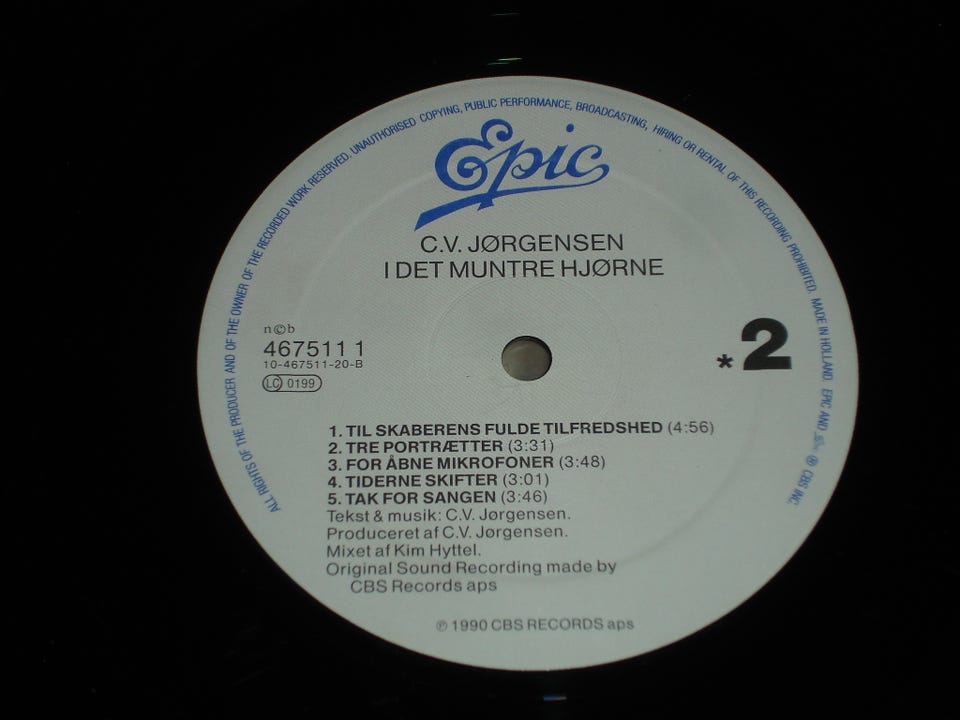 ALL RIGHTS OF THE PRODUCER AND OF THE OWNER OF THE RECORDED WORK RESERVED. UNAUTHORISED COPYING, PUBLIC PERFORMANCE, BROADCASTING, HIRING OR RENTAL OF THIS RECORDING PROHIBITED. MADE IN HOLLAND. EPIC AND ℗ CBS INC.
Epic
C.V. JØRGENSEN
I DET MUNTRE HJØRNE
n©b
467511 1
10-467511-20-B
LC 0199
* 2
1. TIL SKABERENS FULDE TILFREDSHED (4:56)
2. TRE PORTRÆTTER (3:31)
3. FOR ÅBNE MIKROFONER (3:48)
4. TIDERNE SKIFTER (3:01)
5. TAK FOR SANGEN (3:46)
Tekst & musik: C.V. Jørgensen.
Produceret af C.V. Jørgensen.
Mixet af Kim Hyttel.
Original Sound Recording made by
CBS Records aps
℗ 1990 CBS RECORDS aps